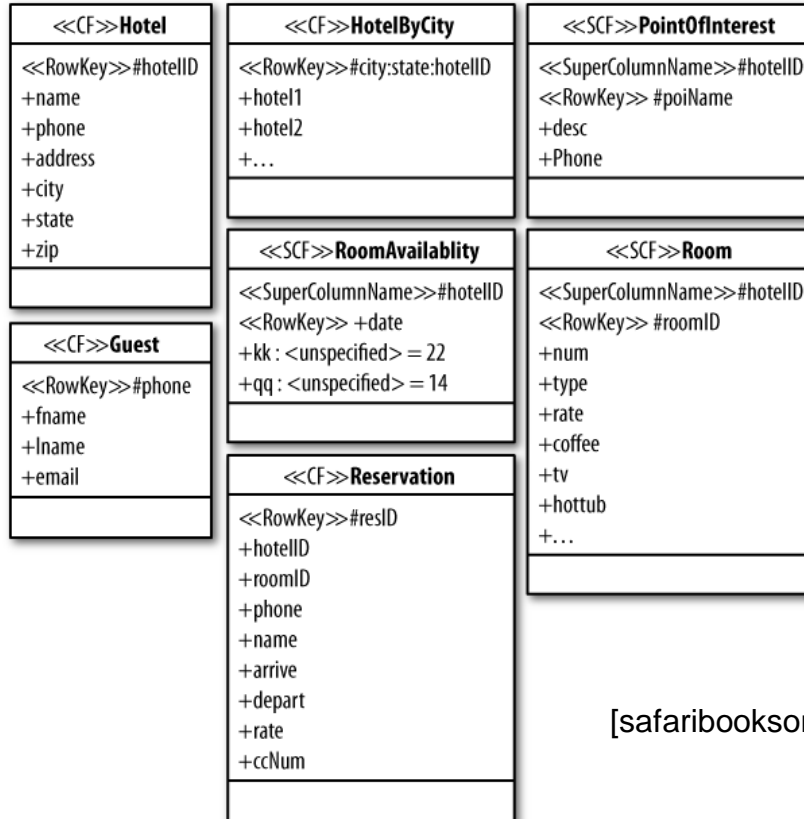 <<CF>>Hotel
<<RowKey>>#hotelID
+name
+phone
+address
+city
+state
+zip
<<CF>>HotelByCity
<<RowKey>>#city:state:hotelID
+hotel1
+hotel2
+...
<<SCF>>PointOfInterest
<<SuperColumnName>>#hotelID
<<RowKey>> #poiName
+desc
+Phone
<<CF>>Guest
<<RowKey>>#phone
+fname
+lname
+email
<<SCF>>RoomAvailablity
<<SuperColumnName>>#hotelID
<<RowKey>> +date
+kk : <unspecified> = 22
+qq : <unspecified> = 14
<<SCF>>Room
<<SuperColumnName>>#hotelID
<<RowKey>> #roomID
+num
+type
+rate
+coffee
+tv
+hottub
+...
<<CF>>Reservation
<<RowKey>>#resID
+hotelID
+roomID
+phone
+name
+arrive
+depart
+rate
+ccNum